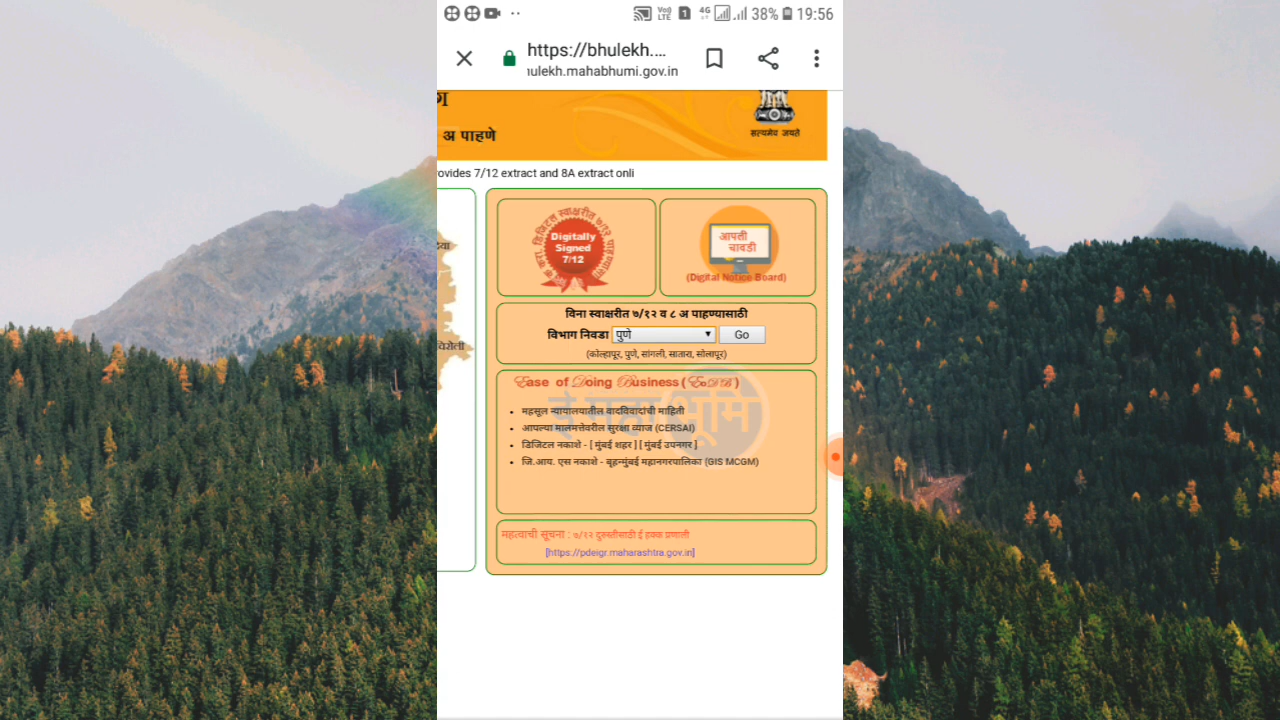 38% 19:56
https://bhulekh....
ulekh.mahabhumi.gov.in
अ पाहणे
सत्यमेव जयते
ovides 7/12 extract and 8A extract onli
Digitally
Signed
7/12
आपली
चावडी
(Digital Notice Board)
विना स्वाक्षरीत ७/१२ व ८ अ पाहण्यासाठी
विभाग निवडा पुणे Go
(कोल्हापूर, पुणे, सांगली, सातारा, सोलापूर)
Ease of Doing Business ( EoDB )
• महसूल न्यायालयातील वादविवादांची माहिती
• आपल्या मालमत्तेवरील सुरक्षा व्याज (CERSAI)
• डिजिटल नकाशे - [ मुंबई शहर ] [ मुंबई उपनगर ]
• जि.आय. एस नकाशे - बृहन्मुंबई महानगरपालिका (GIS MCGM)
महत्वाची सूचना : ७/१२ दुरुस्तीसाठी ई हक्क प्रणाली
[https://pdeigr.maharashtra.gov.in]